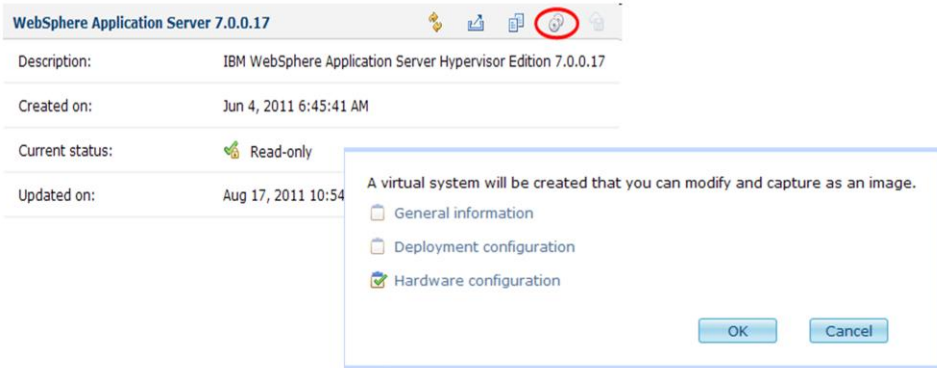 WebSphere Application Server 7.0.0.17
Description: IBM WebSphere Application Server Hypervisor Edition 7.0.0.17
Created on: Jun 4, 2011 6:45:41 AM
Current status: Read-only
Updated on: Aug 17, 2011 10:54
A virtual system will be created that you can modify and capture as an image.
General information
Deployment configuration
Hardware configuration
OK Cancel